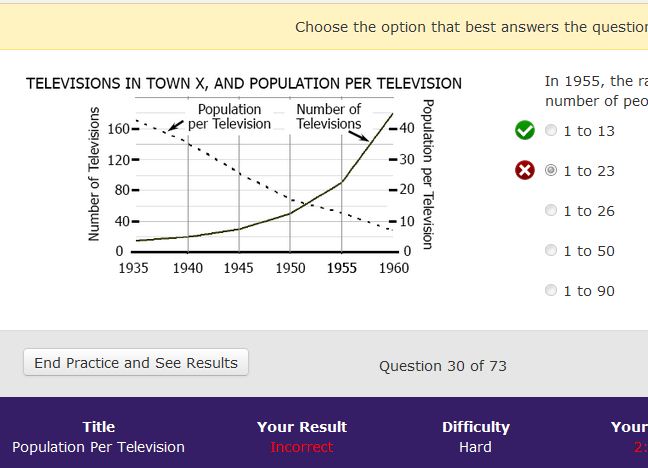 Choose the option that best answers the question
TELEVISIONS IN TOWN X, AND POPULATION PER TELEVISION
In 1955, the ra
number of peo
Population
per Television
Number of
Televisions
Number of Televisions
Population per Television
160
120
80
40
0
40
30
20
10
0
1935 1940 1945 1950 1955 1960
1 to 13
1 to 23
1 to 26
1 to 50
1 to 90
End Practice and See Results
Question 30 of 73
Title Your Result Difficulty Your
Population Per Television Incorrect Hard 2: